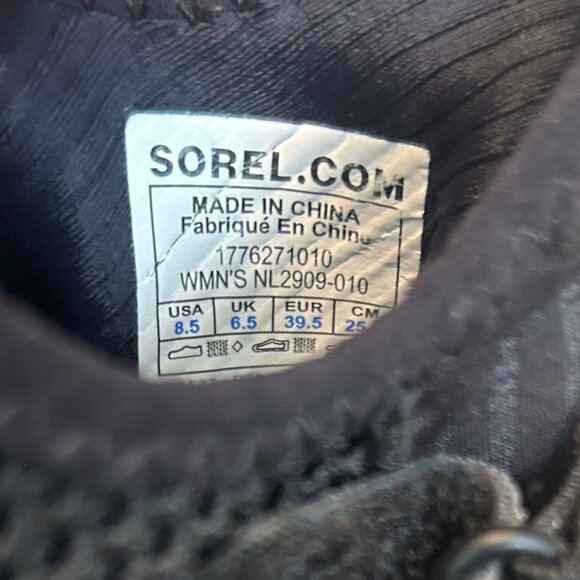 SOREL.COM
MADE IN CHINA
Fabriqué En Chine
1776271010
WMN'S NL2909-010
USA UK EUR CM
8.5 6.5 39.5